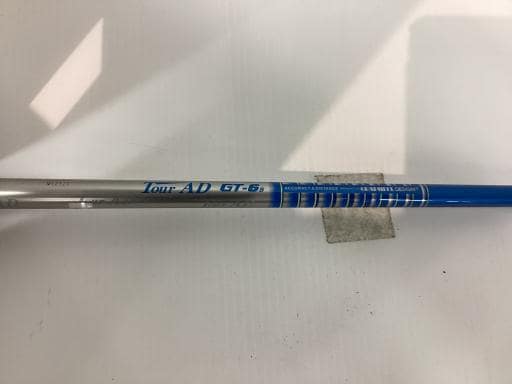 Tour AD GT-6s ACCURACY & DISTANCE GRAPHITE DESIGN